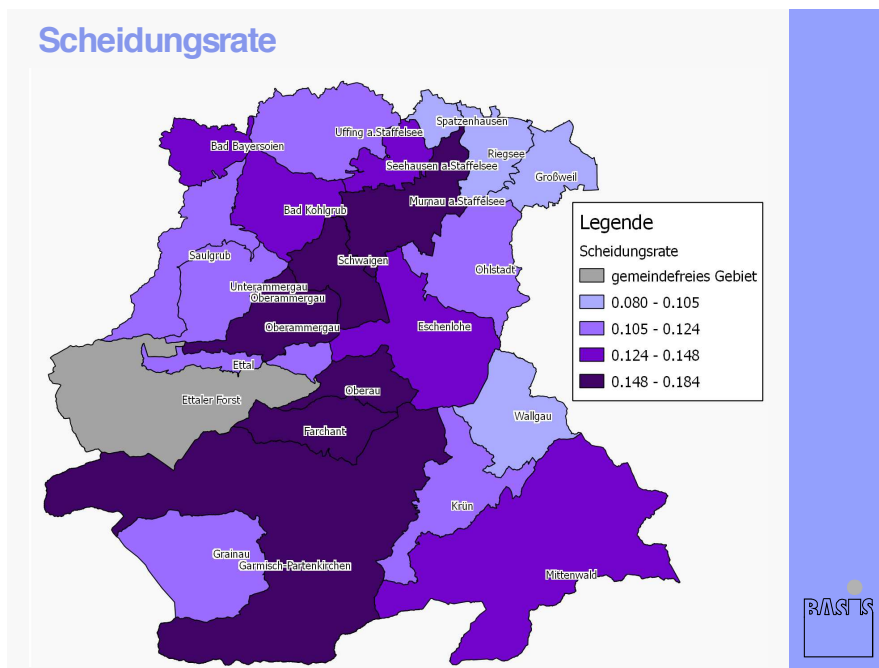 Scheidungsrate
Spatzenhausen
Uffing a.Staffelsee
Bad Bayersoien
Riegsee
Seehausen a.Staffelsee
Großweil
Murnau a.Staffelsee
Bad Kohlgrub
Legende
Scheidungsrate
gemeindefreies Gebiet
0.080 - 0.105
0.105 - 0.124
0.124 - 0.148
0.148 - 0.184
Saulgrub
Schwaigen
Ohlstadt
Unterammergau
Oberammergau
Oberammergau
Eschenlohe
Ettal
Oberau
Ettaler Forst
Wallgau
Farchant
Krün
Grainau
Garmisch-Partenkirchen
Mittenwald
BASIS